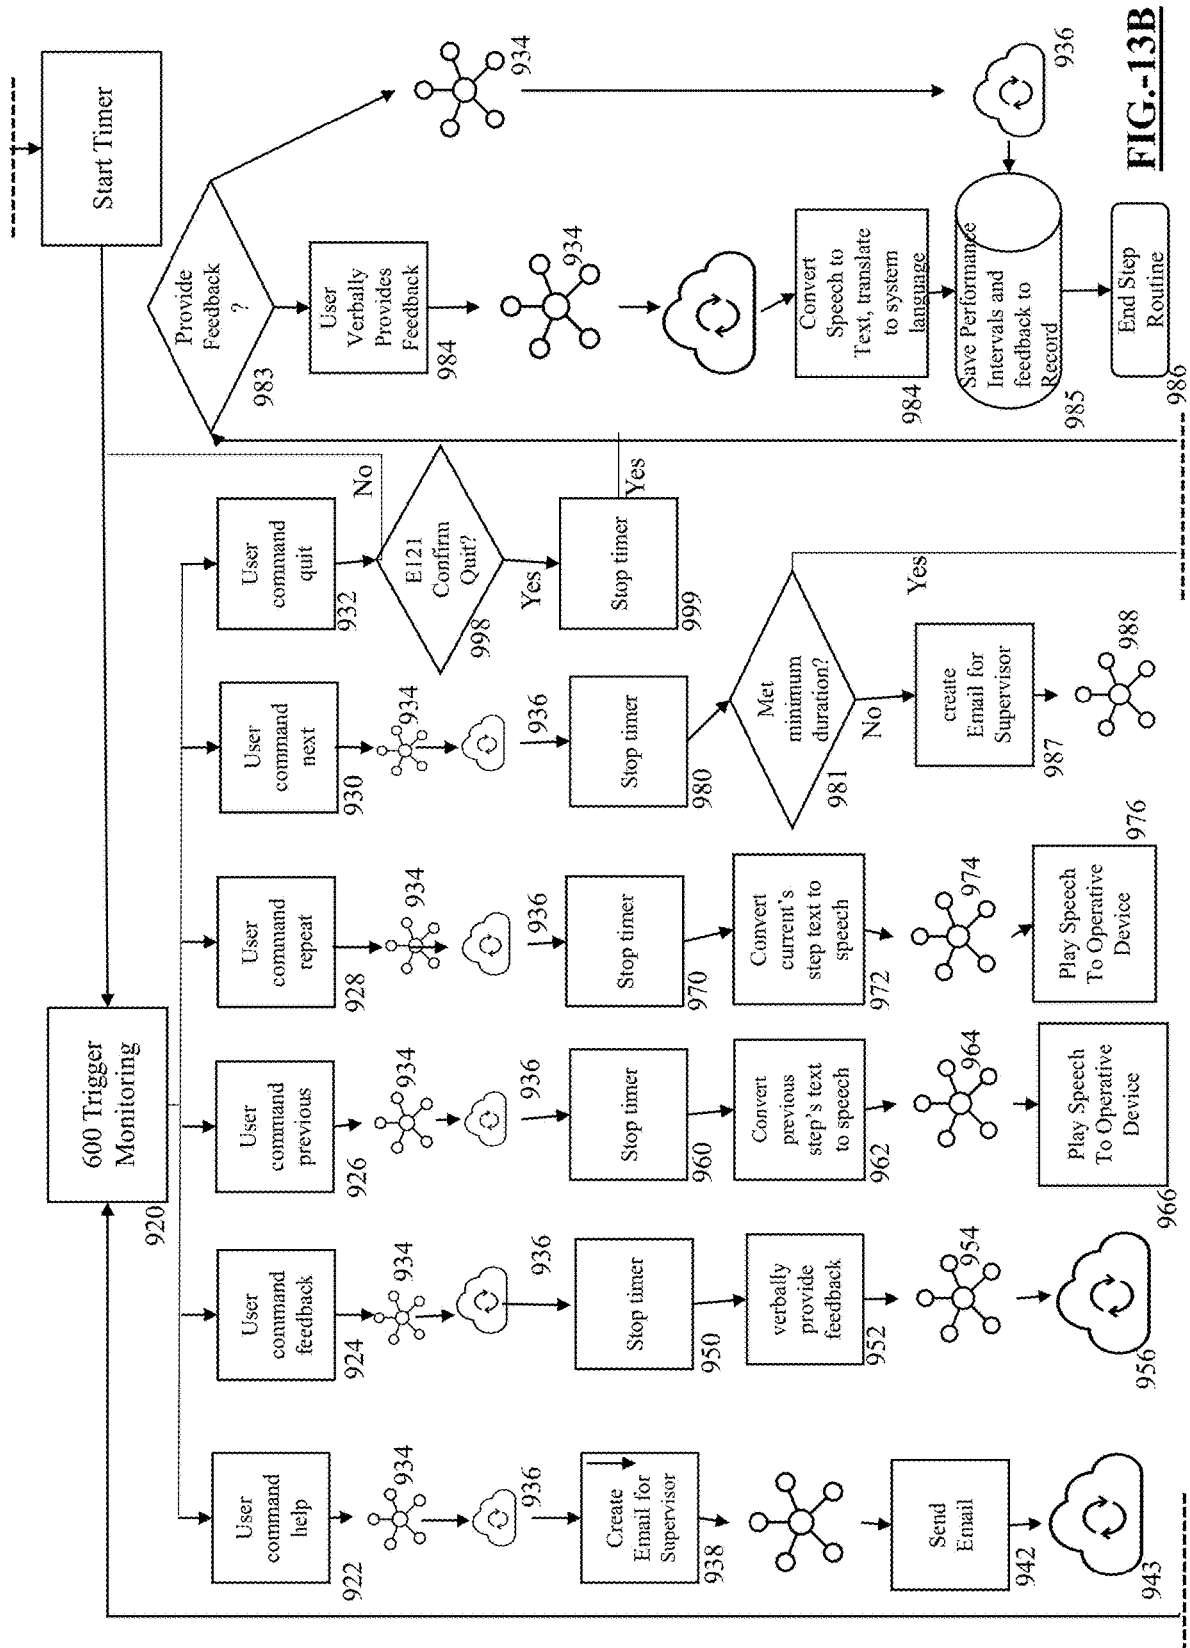 Start Timer
600 Trigger
Monitoring
920
User
command
help
922
934
936
Create
Email for
Supervisor
938
Send
Email
942
943
User
command
feedback
924
934
936
Stop timer
950
verbally
provide
feedback
952
954
956
User
command
previous
926
934
936
Stop timer
960
Convert
previous
step's text
to speech
962
964
Play Speech
To Operative
Device
966
User
command
repeat
928
934
936
Stop timer
970
Convert
current's
step text to
speech
972
974
Play Speech
To Operative
Device
976
User
command
next
930
934
936
Stop timer
980
Met
minimum
duration?
981
No
Yes
create
Email for
Supervisor
987
988
User
command
quit
932
E121
Confirm
Quit?
998
No
Yes
Stop timer
999
Yes
Provide
Feedback
?
983
User
Verbally
Provides
Feedback
984
934
Convert
Speech to
Text, translate
to system
language
984
Save Performance
Intervals and
feedback to
Record
985
End Step
Routine
986
934
936
FIG.-13B